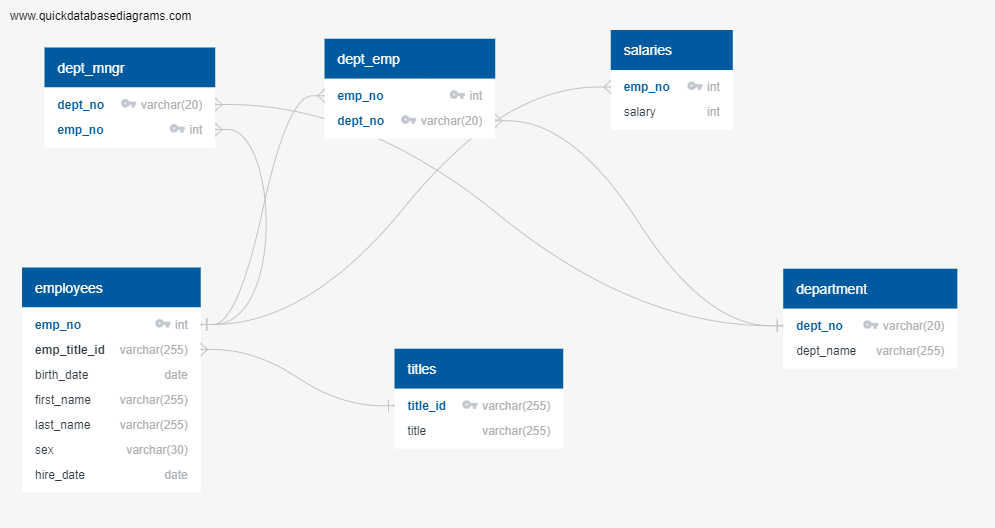 www.quickdatabasediagrams.com
dept_mngr
dept_no varchar(20)
emp_no int
dept_emp
emp_no int
dept_no varchar(20)
salaries
emp_no int
salary int
employees
emp_no int
emp_title_id varchar(255)
birth_date date
first_name varchar(255)
last_name varchar(255)
sex varchar(30)
hire_date date
titles
title_id varchar(255)
title varchar(255)
department
dept_no varchar(20)
dept_name varchar(255)